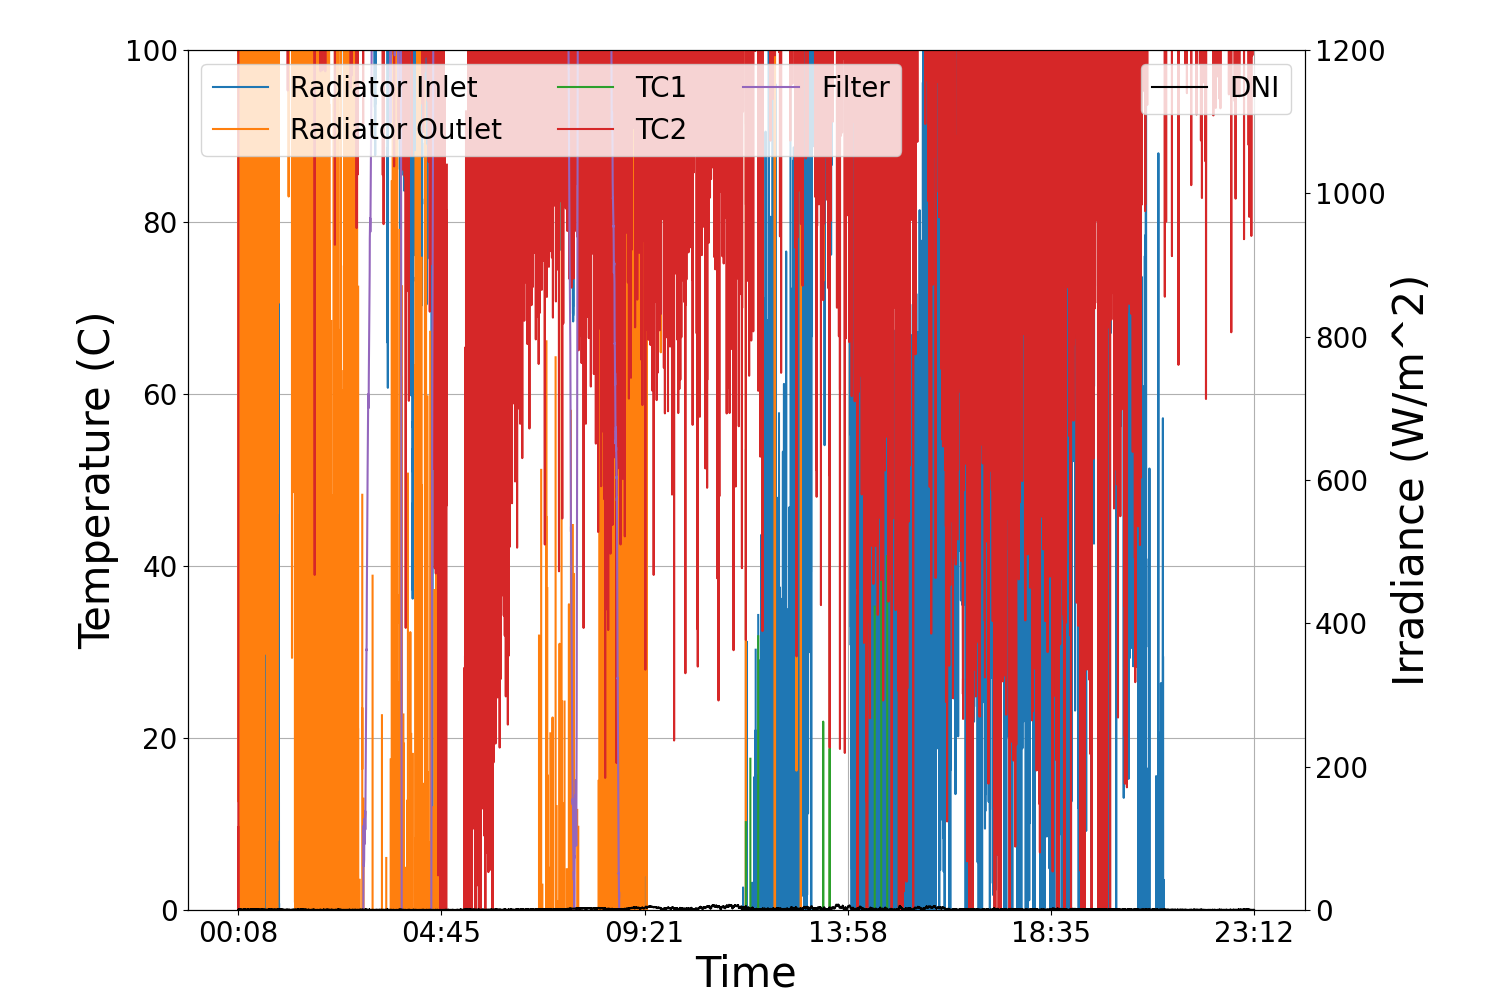 Radiator Inlet
Radiator Outlet
TC1
TC2
Filter
DNI
Temperature (C)
100
80
60
40
20
0
Irradiance (W/m^2)
1200
1000
800
600
400
200
0
00:08 04:45 09:21 13:58 18:35 23:12
Time